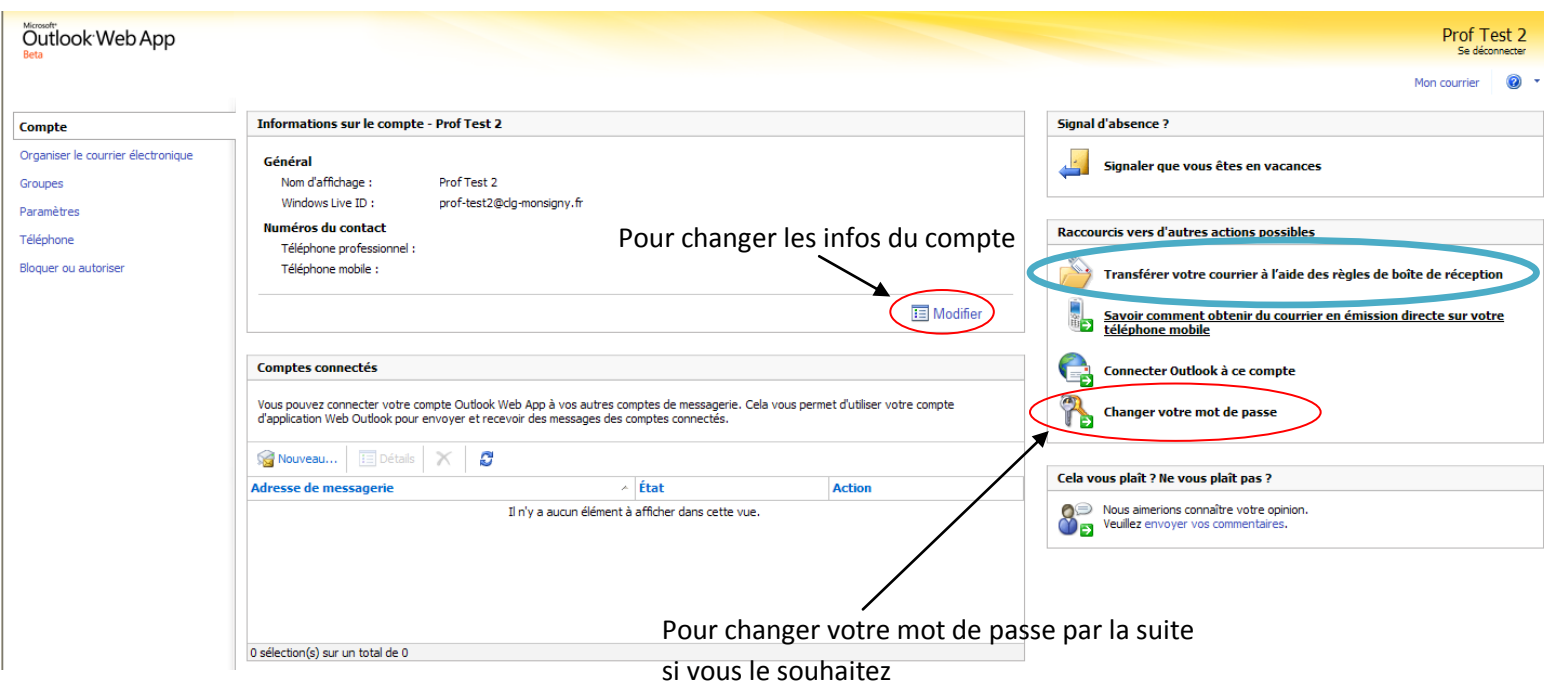 Microsoft®
Outlook Web App
Beta
Prof Test 2
Se déconnecter
Mon courrier
Compte
Organiser le courrier électronique
Groupes
Paramètres
Téléphone
Bloquer ou autoriser
Informations sur le compte - Prof Test 2
Général
Nom d'affichage : Prof Test 2
Windows Live ID : prof-test2@clg-monsigny.fr
Numéros du contact
Téléphone professionnel :
Téléphone mobile :
Pour changer les infos du compte
Modifier
Comptes connectés
Vous pouvez connecter votre compte Outlook Web App à vos autres comptes de messagerie. Cela vous permet d'utiliser votre compte
d'application Web Outlook pour envoyer et recevoir des messages des comptes connectés.
Nouveau... Détails
Adresse de messagerie État Action
Il n'y a aucun élément à afficher dans cette vue.
0 sélection(s) sur un total de 0
Signal d'absence ?
Signaler que vous êtes en vacances
Raccourcis vers d'autres actions possibles
Transférer votre courrier à l'aide des règles de boîte de réception
Savoir comment obtenir du courrier en émission directe sur votre
téléphone mobile
Connecter Outlook à ce compte
Changer votre mot de passe
Cela vous plaît ? Ne vous plaît pas ?
Nous aimerions connaître votre opinion.
Veuillez envoyer vos commentaires.
Pour changer votre mot de passe par la suite
si vous le souhaitez